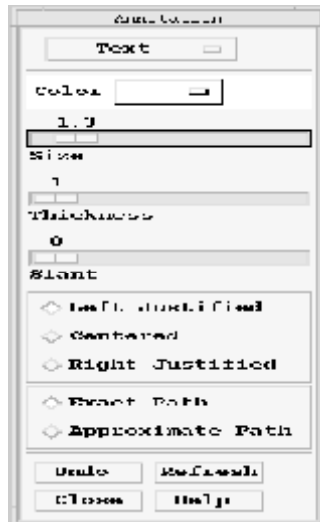 Annotation
Text
Color
1.0
Size
1
Thickness
0
Slant
Left Justified
Centered
Right Justified
Exact Path
Approximate Path
Undo Refresh
Close Help